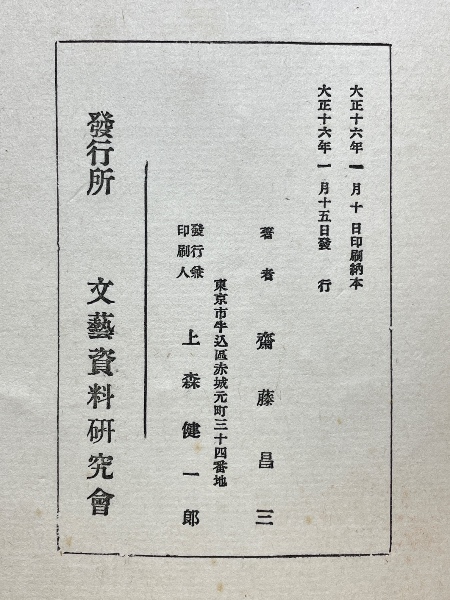 大正十六年一月十日印刷納本
大正十六年一月十五日發行
著者 齋藤昌三
東京市牛込區赤城元町三十四番地
發行兼
印刷人 上森健一郎
發行所 文藝資料研究會